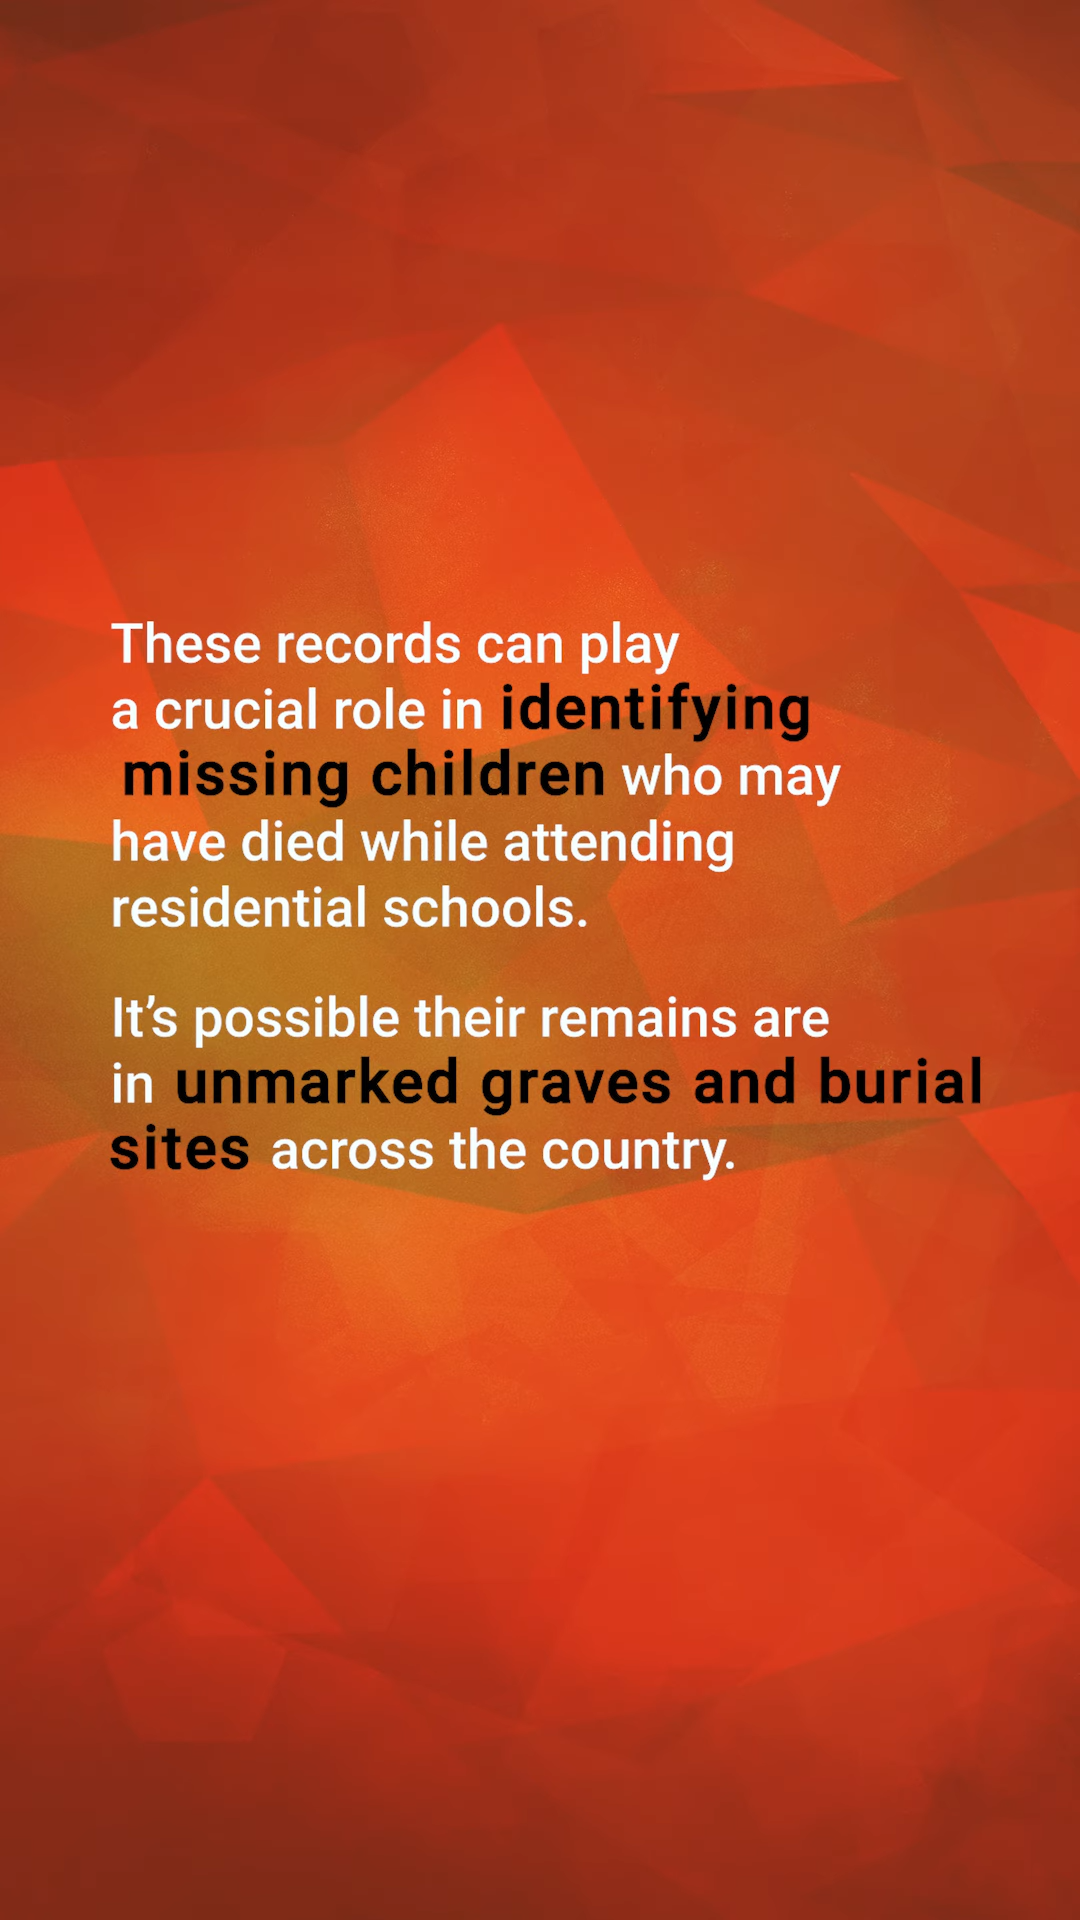 These records can play
a crucial role in identifying
missing children who may
have died while attending
residential schools.
It’s possible their remains are
in unmarked graves and burial
sites across the country.